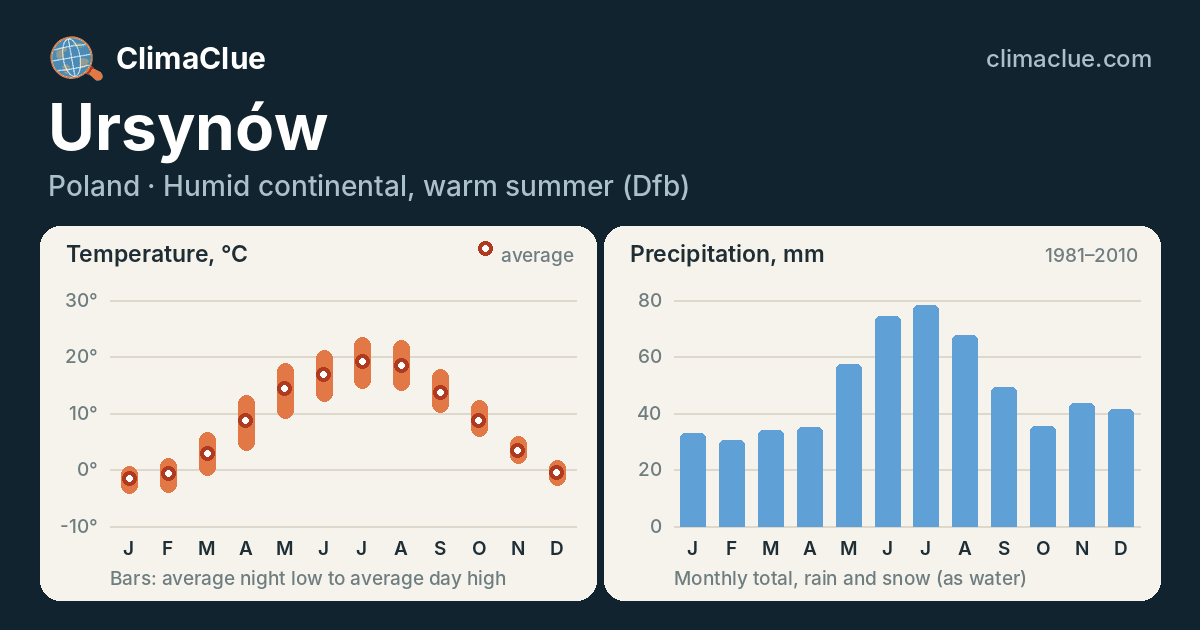 ClimaClue
climaclue.com
Ursynów
Poland · Humid continental, warm summer (Dfb)
Temperature, °C
average
30°
20°
10°
0°
-10°
J F M A M J J A S O N D
Bars: average night low to average day high
Precipitation, mm
1981–2010
80
60
40
20
0
J F M A M J J A S O N D
Monthly total, rain and snow (as water)